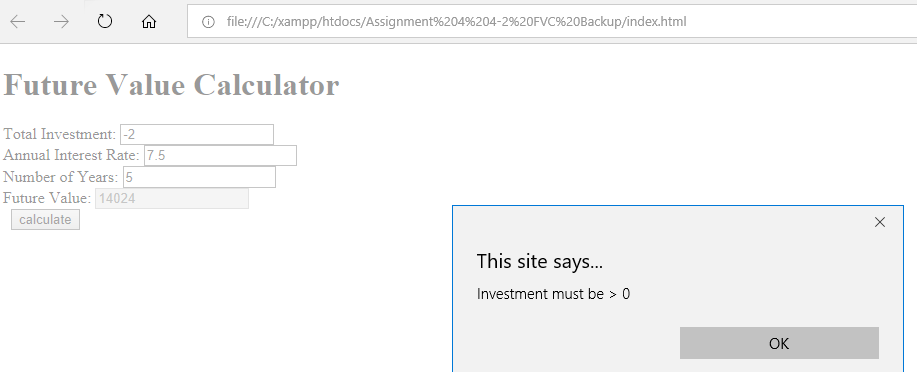 file:///C:/xampp/htdocs/Assignment%204%204-2%20FVC%20Backup/index.html
Future Value Calculator
Total Investment: -2
Annual Interest Rate: 7.5
Number of Years: 5
Future Value: 14024
calculate
This site says...
Investment must be > 0
OK